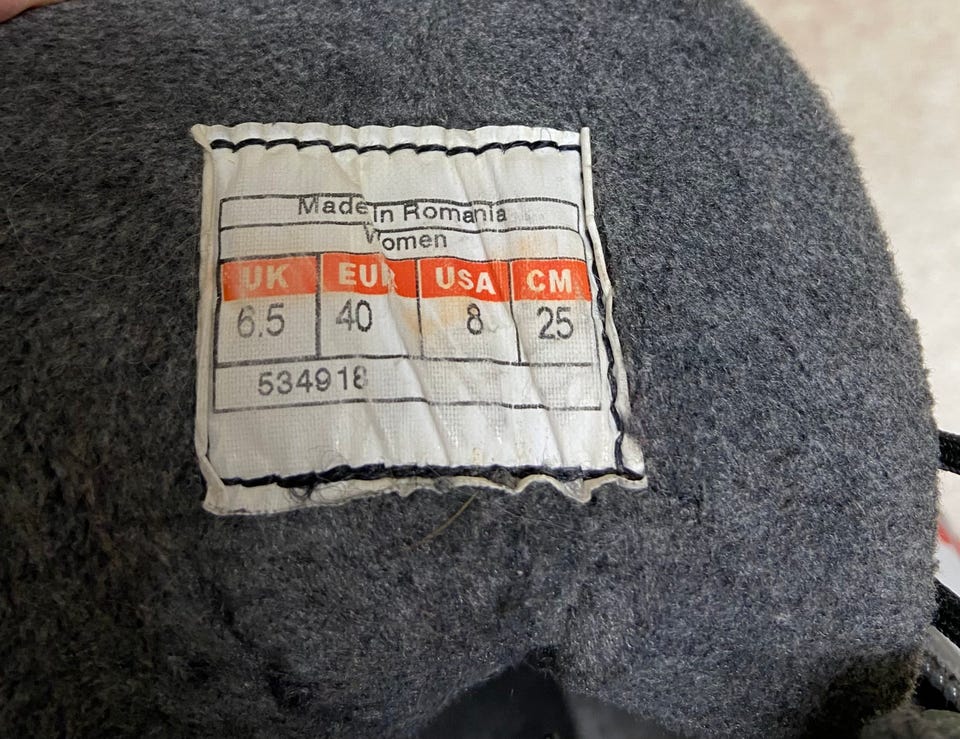 Made in Romania
Women
UK EUR USA CM
6.5 40 8 25
534918